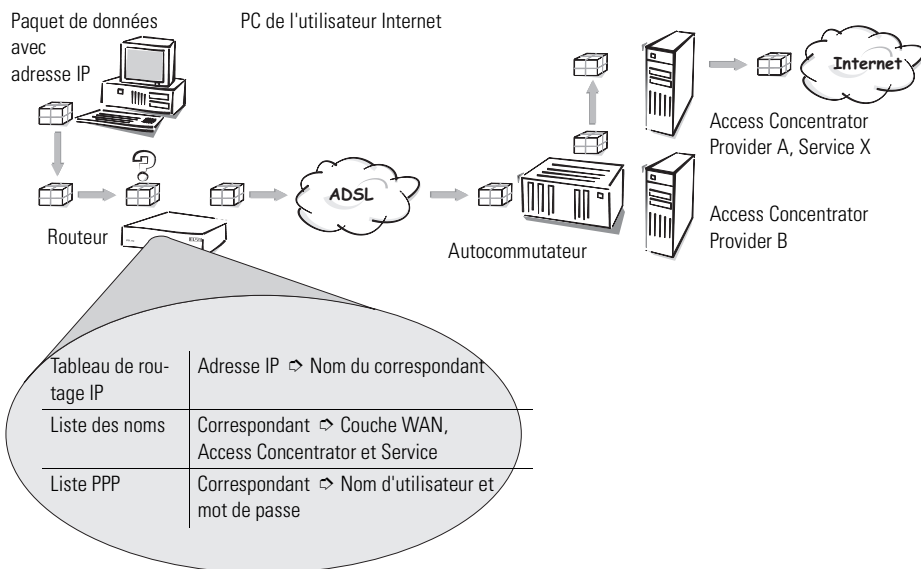 Paquet de données
avec
adresse IP
PC de l'utilisateur Internet
Internet
Access Concentrator
Provider A, Service X
ADSL
Routeur
Autocommutateur
Access Concentrator
Provider B
Tableau de rou-
tage IP
Adresse IP ➪ Nom du correspondant
Liste des noms
Correspondant ➪ Couche WAN,
Access Concentrator et Service
Liste PPP
Correspondant ➪ Nom d'utilisateur et
mot de passe